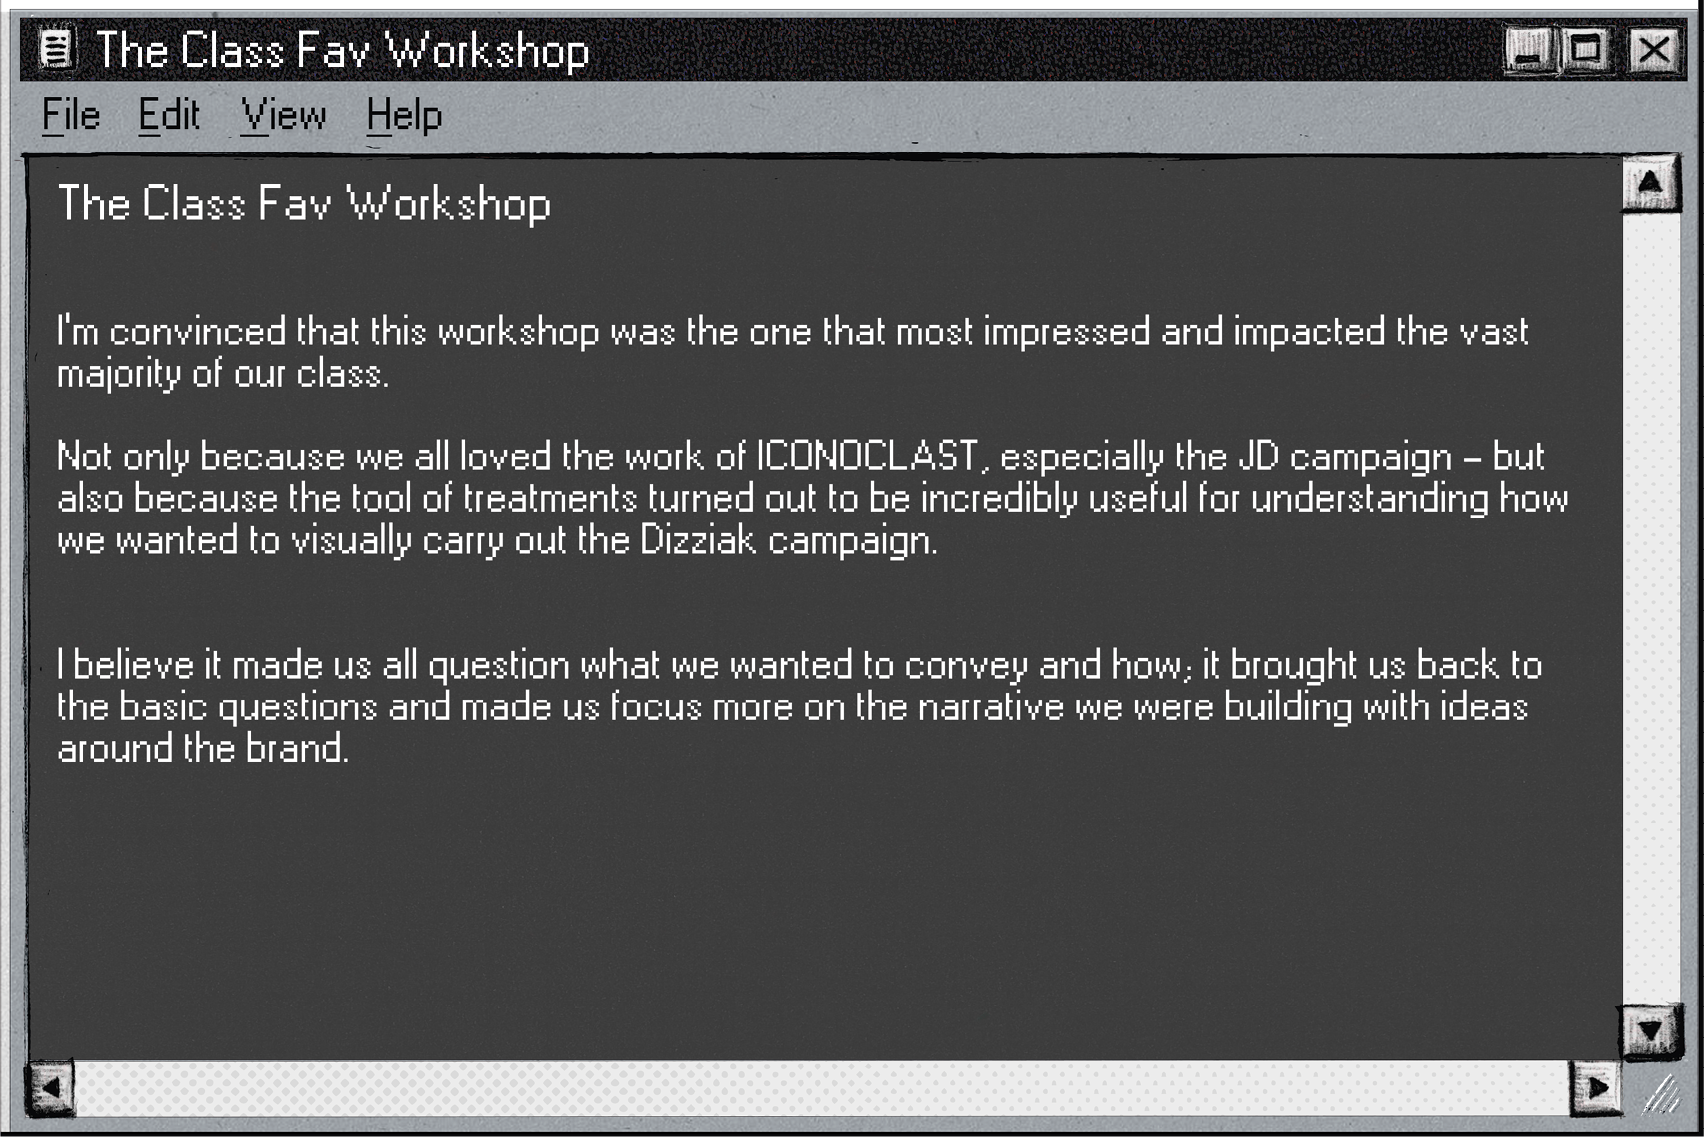 The Class Fav Workshop
File Edit View Help
The Class Fav Workshop
I'm convinced that this workshop was the one that most impressed and impacted the vast
majority of our class.
Not only because we all loved the work of ICONOCLAST, especially the JD campaign – but
also because the tool of treatments turned out to be incredibly useful for understanding how
we wanted to visually carry out the Dizziak campaign.
I believe it made us all question what we wanted to convey and how; it brought us back to
the basic questions and made us focus more on the narrative we were building with ideas
around the brand.